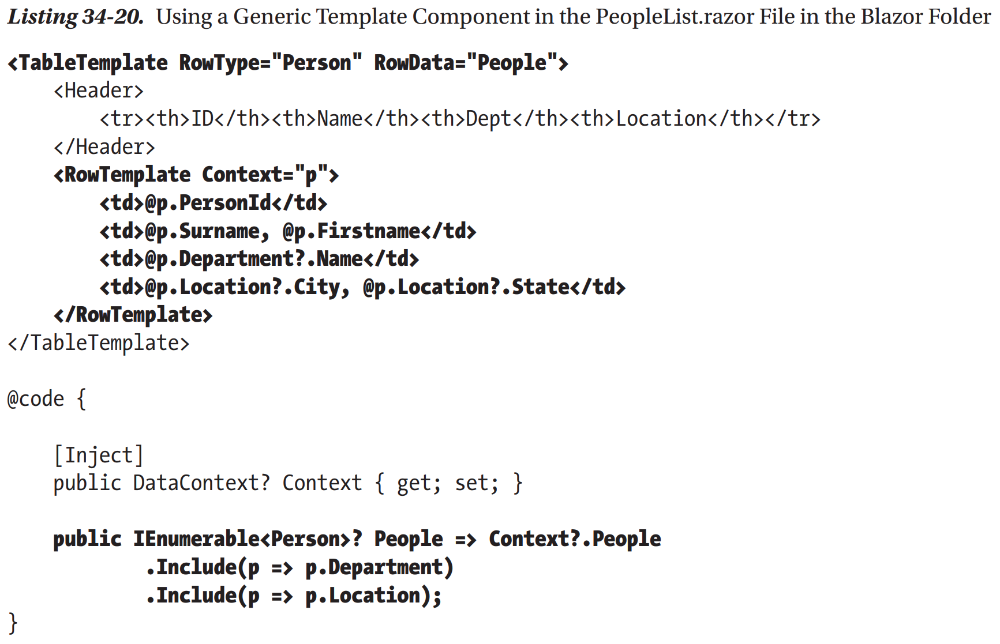 Listing 34-20. Using a Generic Template Component in the PeopleList.razor File in the Blazor Folder
<TableTemplate RowType="Person" RowData="People">
    <Header>
        <tr><th>ID</th><th>Name</th><th>Dept</th><th>Location</th></tr>
    </Header>
    <RowTemplate Context="p">
        <td>@p.PersonId</td>
        <td>@p.Surname, @p.Firstname</td>
        <td>@p.Department?.Name</td>
        <td>@p.Location?.City, @p.Location?.State</td>
    </RowTemplate>
</TableTemplate>
@code {
    [Inject]
    public DataContext? Context { get; set; }
    public IEnumerable<Person>? People => Context?.People
            .Include(p => p.Department)
            .Include(p => p.Location);
}